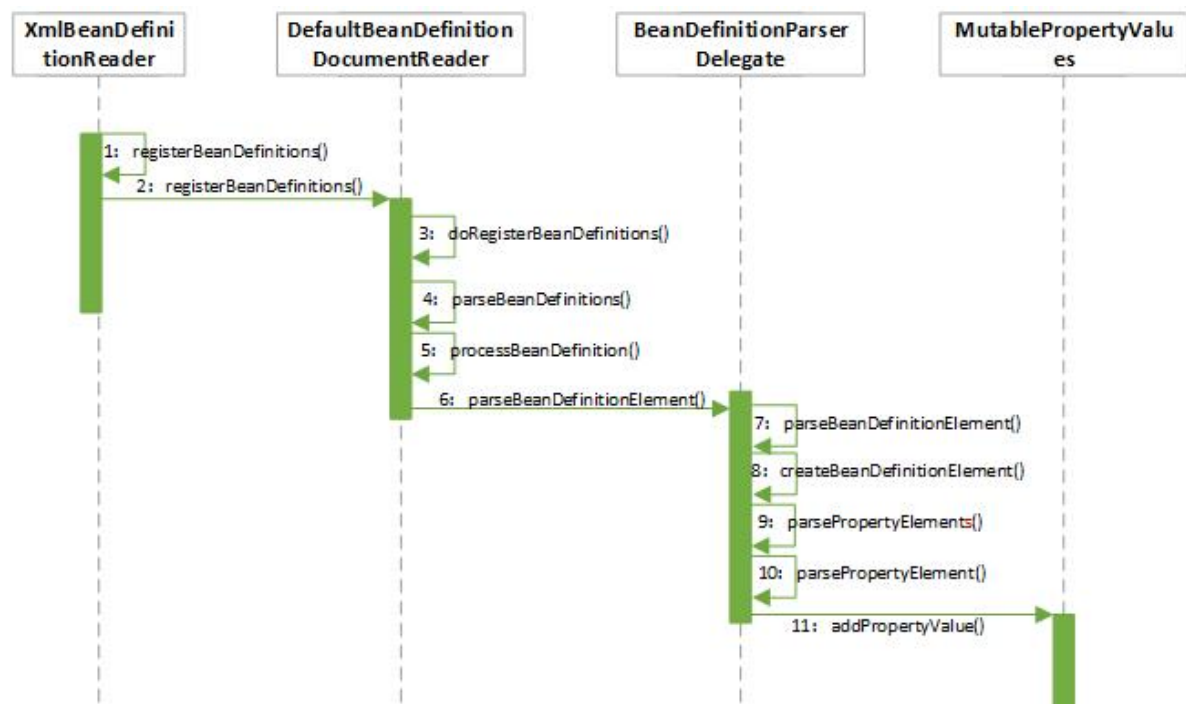 XmlBeanDefini
tionReader
DefaultBeanDefinition
DocumentReader
BeanDefinitionParser
Delegate
MutablePropertyValu
es
1: registerBeanDefinitions()
2: registerBeanDefinitions()
3: doRegisterBeanDefinitions()
4: parseBeanDefinitions()
5: processBeanDefinition()
6: parseBeanDefinitionElement()
7: parseBeanDefinitionElement()
8: createBeanDefinitionElement()
9: parsePropertyElements()
10: parsePropertyElement()
11: addPropertyValue()